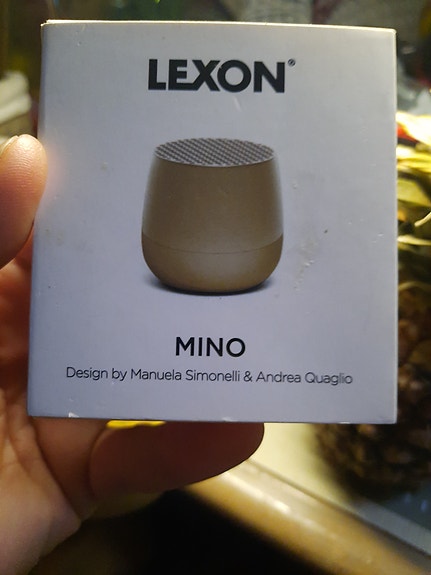 LEXON®
MINO
Design by Manuela Simonelli & Andrea Quaglio